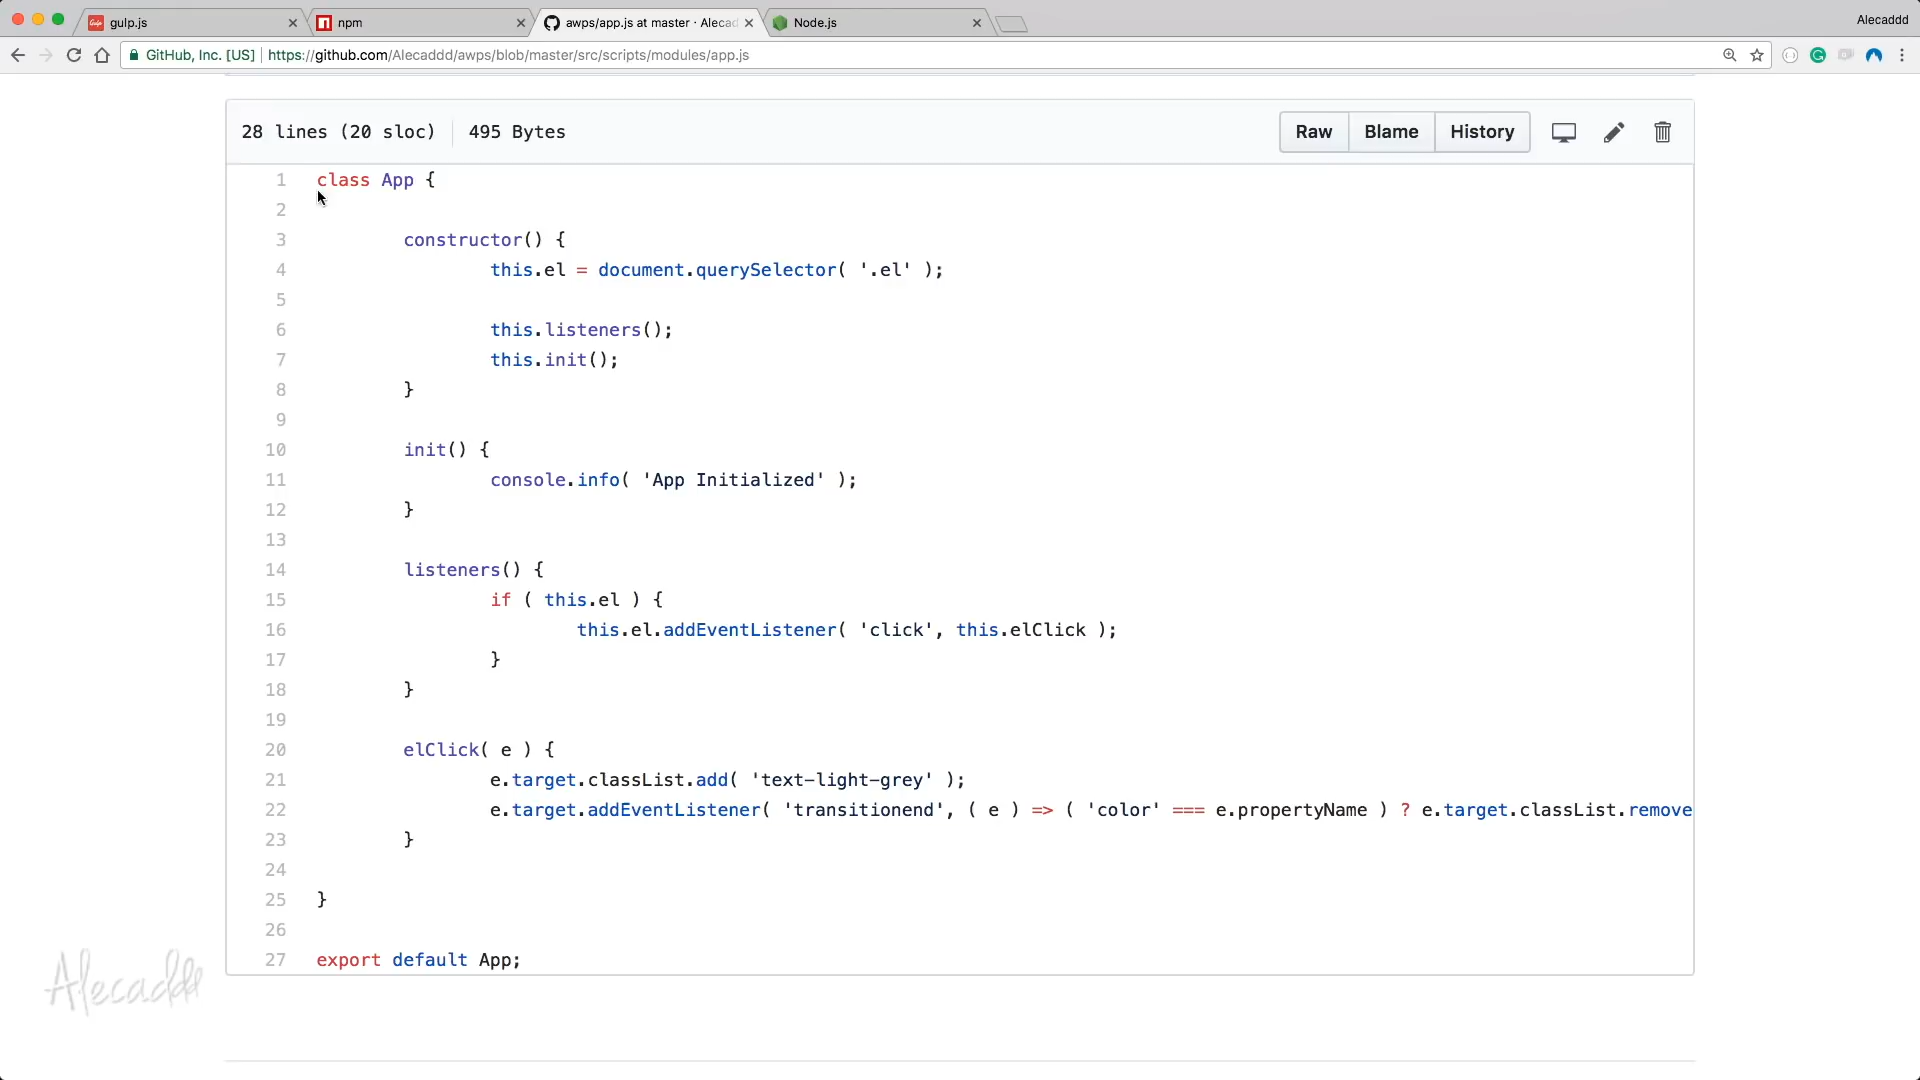 gulp.js
npm
awps/app.js at master · Alecad
Node.js
Alecaddd
GitHub, Inc. [US] | https://github.com/Alecaddd/awps/blob/master/src/scripts/modules/app.js
28 lines (20 sloc) 495 Bytes
Raw Blame History
1 class App {
2
3 constructor() {
4 this.el = document.querySelector( '.el' );
5
6 this.listeners();
7 this.init();
8 }
9
10 init() {
11 console.info( 'App Initialized' );
12 }
13
14 listeners() {
15 if ( this.el ) {
16 this.el.addEventListener( 'click', this.elClick );
17 }
18 }
19
20 elClick( e ) {
21 e.target.classList.add( 'text-light-grey' );
22 e.target.addEventListener( 'transitionend', ( e ) => ( 'color' === e.propertyName ) ? e.target.classList.remove
23 }
24
25 }
26
27 export default App;
Alecaddd